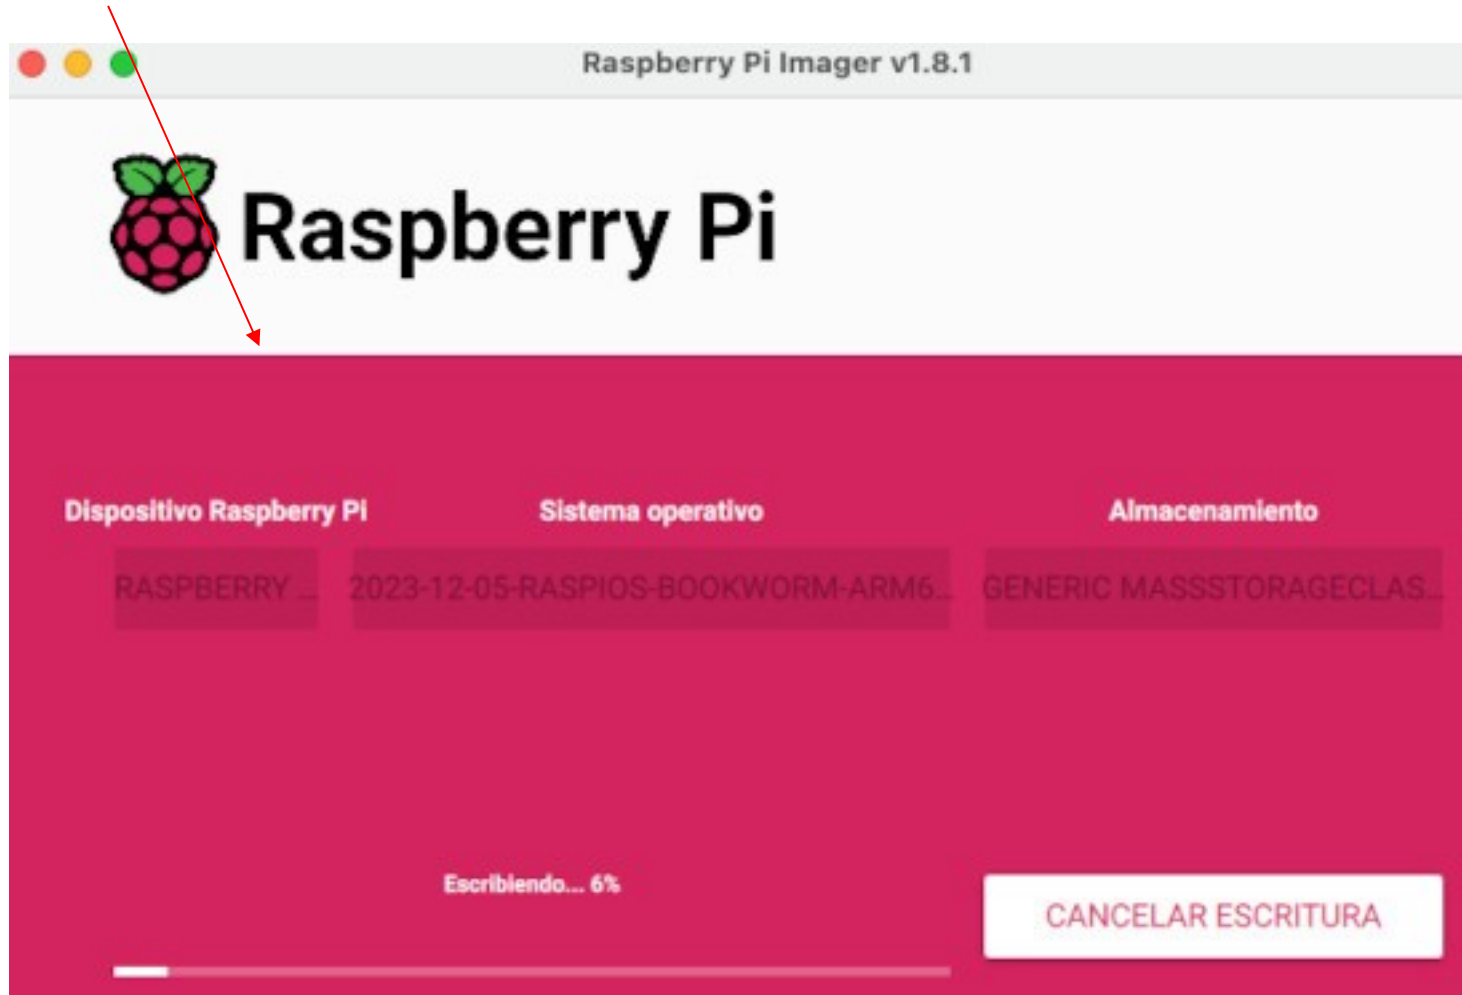 Raspberry Pi Imager v1.8.1
Raspberry Pi
Dispositivo Raspberry Pi
Sistema operativo
Almacenamiento
RASPBERRY ...
2023-12-05-RASPIOS-BOOKWORM-ARM6...
GENERIC MASSSTORAGECLAS...
Escribiendo... 6%
CANCELAR ESCRITURA